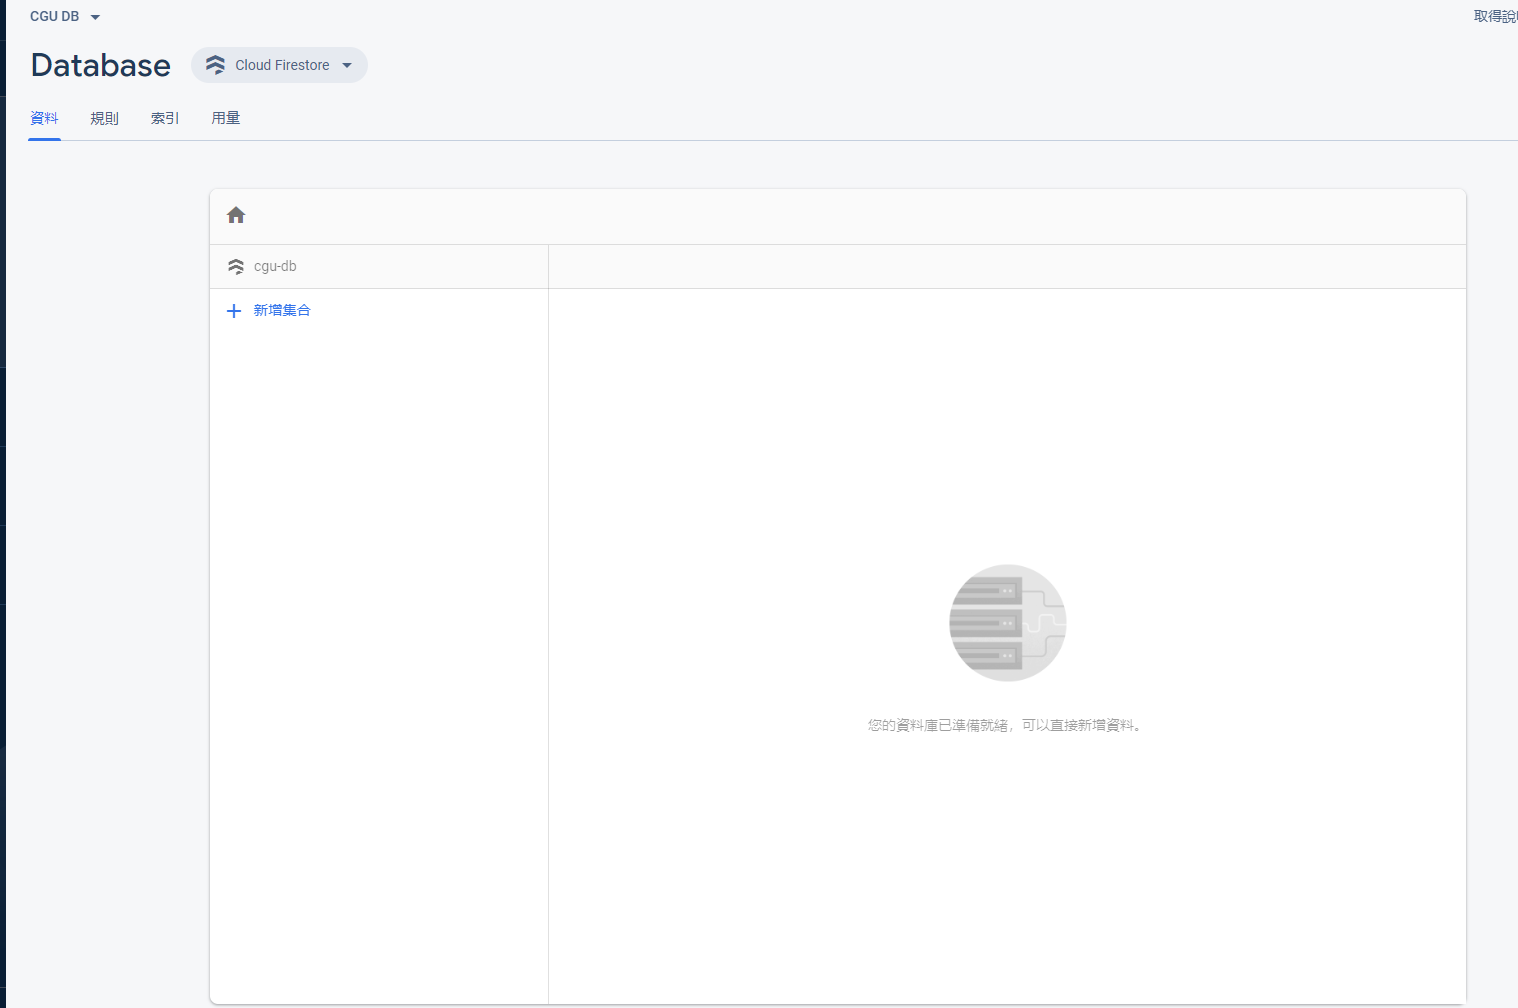 CGU DB
取得說
Database
Cloud Firestore
資料 規則 索引 用量
cgu-db
新增集合
您的資料庫已準備就緒，可以直接新增資料。